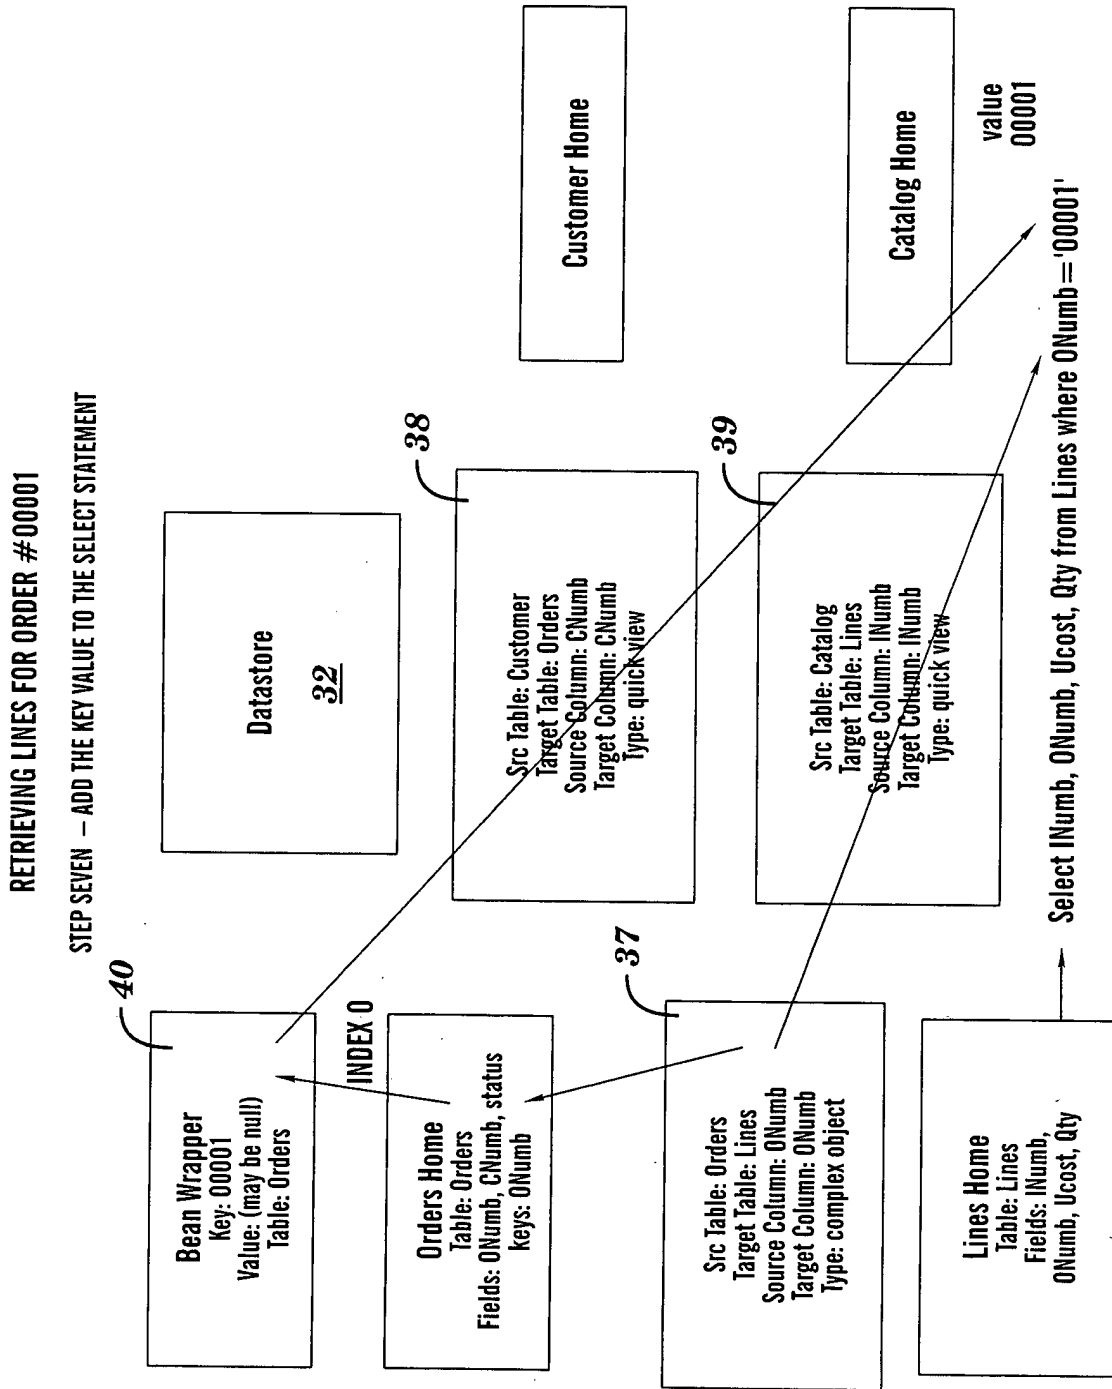 RETRIEVING LINES FOR ORDER #00001
STEP SEVEN – ADD THE KEY VALUE TO THE SELECT STATEMENT
40
Bean Wrapper
Key: 00001
Value: (may be null)
Table: Orders
INDEX 0
Datastore
32
Orders Home
Table: Orders
Fields: ONumb, CNumb, status
keys: ONumb
38
Src Table: Customer
Target Table: Orders
Source Column: CNumb
Target Column: CNumb
Type: quick view
Customer Home
37
Src Table: Orders
Target Table: Lines
Source Column: ONumb
Target Column: ONumb
Type: complex object
39
Src Table: Catalog
Target Table: Lines
Source Column: INumb
Target Column: INumb
Type: quick view
Catalog Home
Lines Home
Table: Lines
Fields: INumb,
ONumb, Ucost, Qty
value
00001
Select INumb, ONumb, Ucost, Qty from Lines where ONumb='00001'